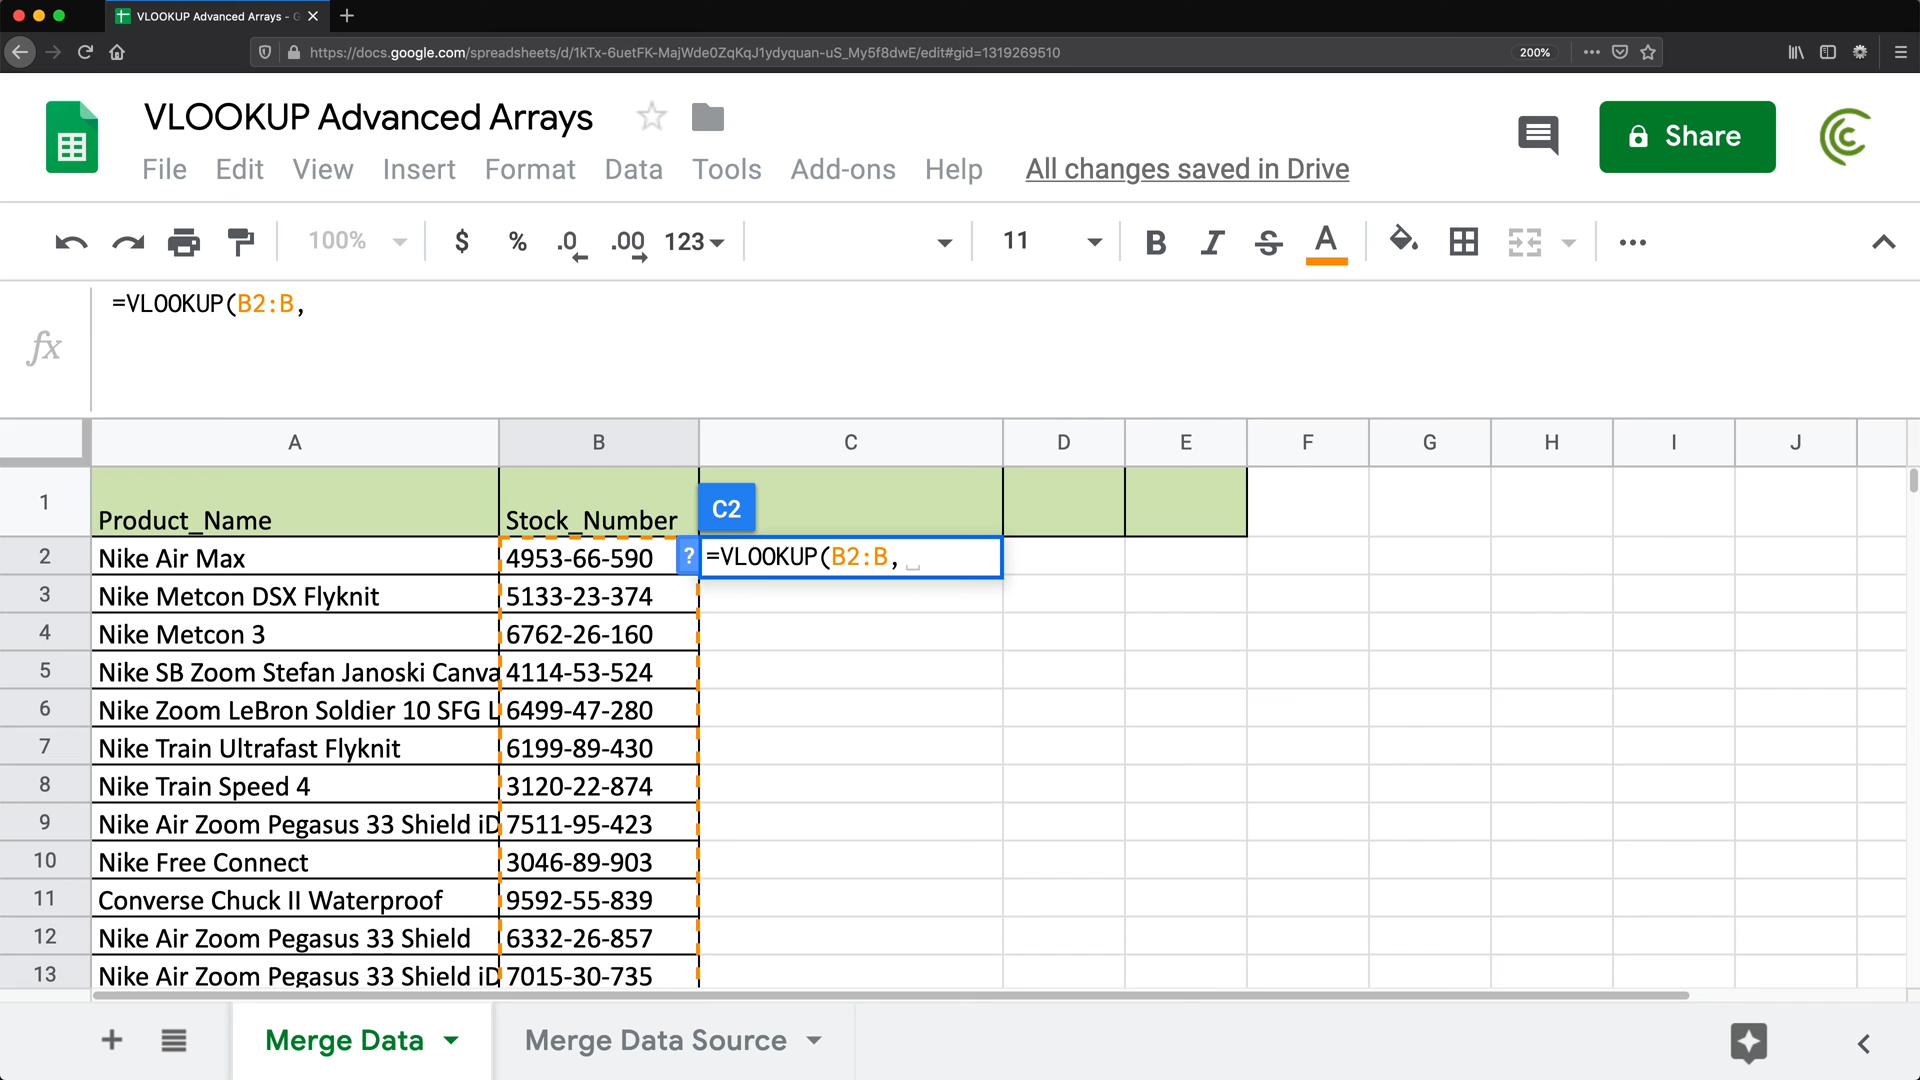 VLOOKUP Advanced Arrays - G
https://docs.google.com/spreadsheets/d/1kTx-6uetFK-MajWde0ZqKqJ1ydyquan-uS_My5f8dwE/edit#gid=1319269510
200%
VLOOKUP Advanced Arrays
Share
File Edit View Insert Format Data Tools Add-ons Help All changes saved in Drive
100% $ % .0 .00 123 11 B I S A
fx
=VLOOKUP(B2:B,
A B C D E F G H I J
1 Product_Name Stock_Number C2
2 Nike Air Max 4953-66-590 ? =VLOOKUP(B2:B,
3 Nike Metcon DSX Flyknit 5133-23-374
4 Nike Metcon 3 6762-26-160
5 Nike SB Zoom Stefan Janoski Canva 4114-53-524
6 Nike Zoom LeBron Soldier 10 SFG L 6499-47-280
7 Nike Train Ultrafast Flyknit 6199-89-430
8 Nike Train Speed 4 3120-22-874
9 Nike Air Zoom Pegasus 33 Shield iD 7511-95-423
10 Nike Free Connect 3046-89-903
11 Converse Chuck II Waterproof 9592-55-839
12 Nike Air Zoom Pegasus 33 Shield 6332-26-857
13 Nike Air Zoom Pegasus 33 Shield iD 7015-30-735
Merge Data Merge Data Source